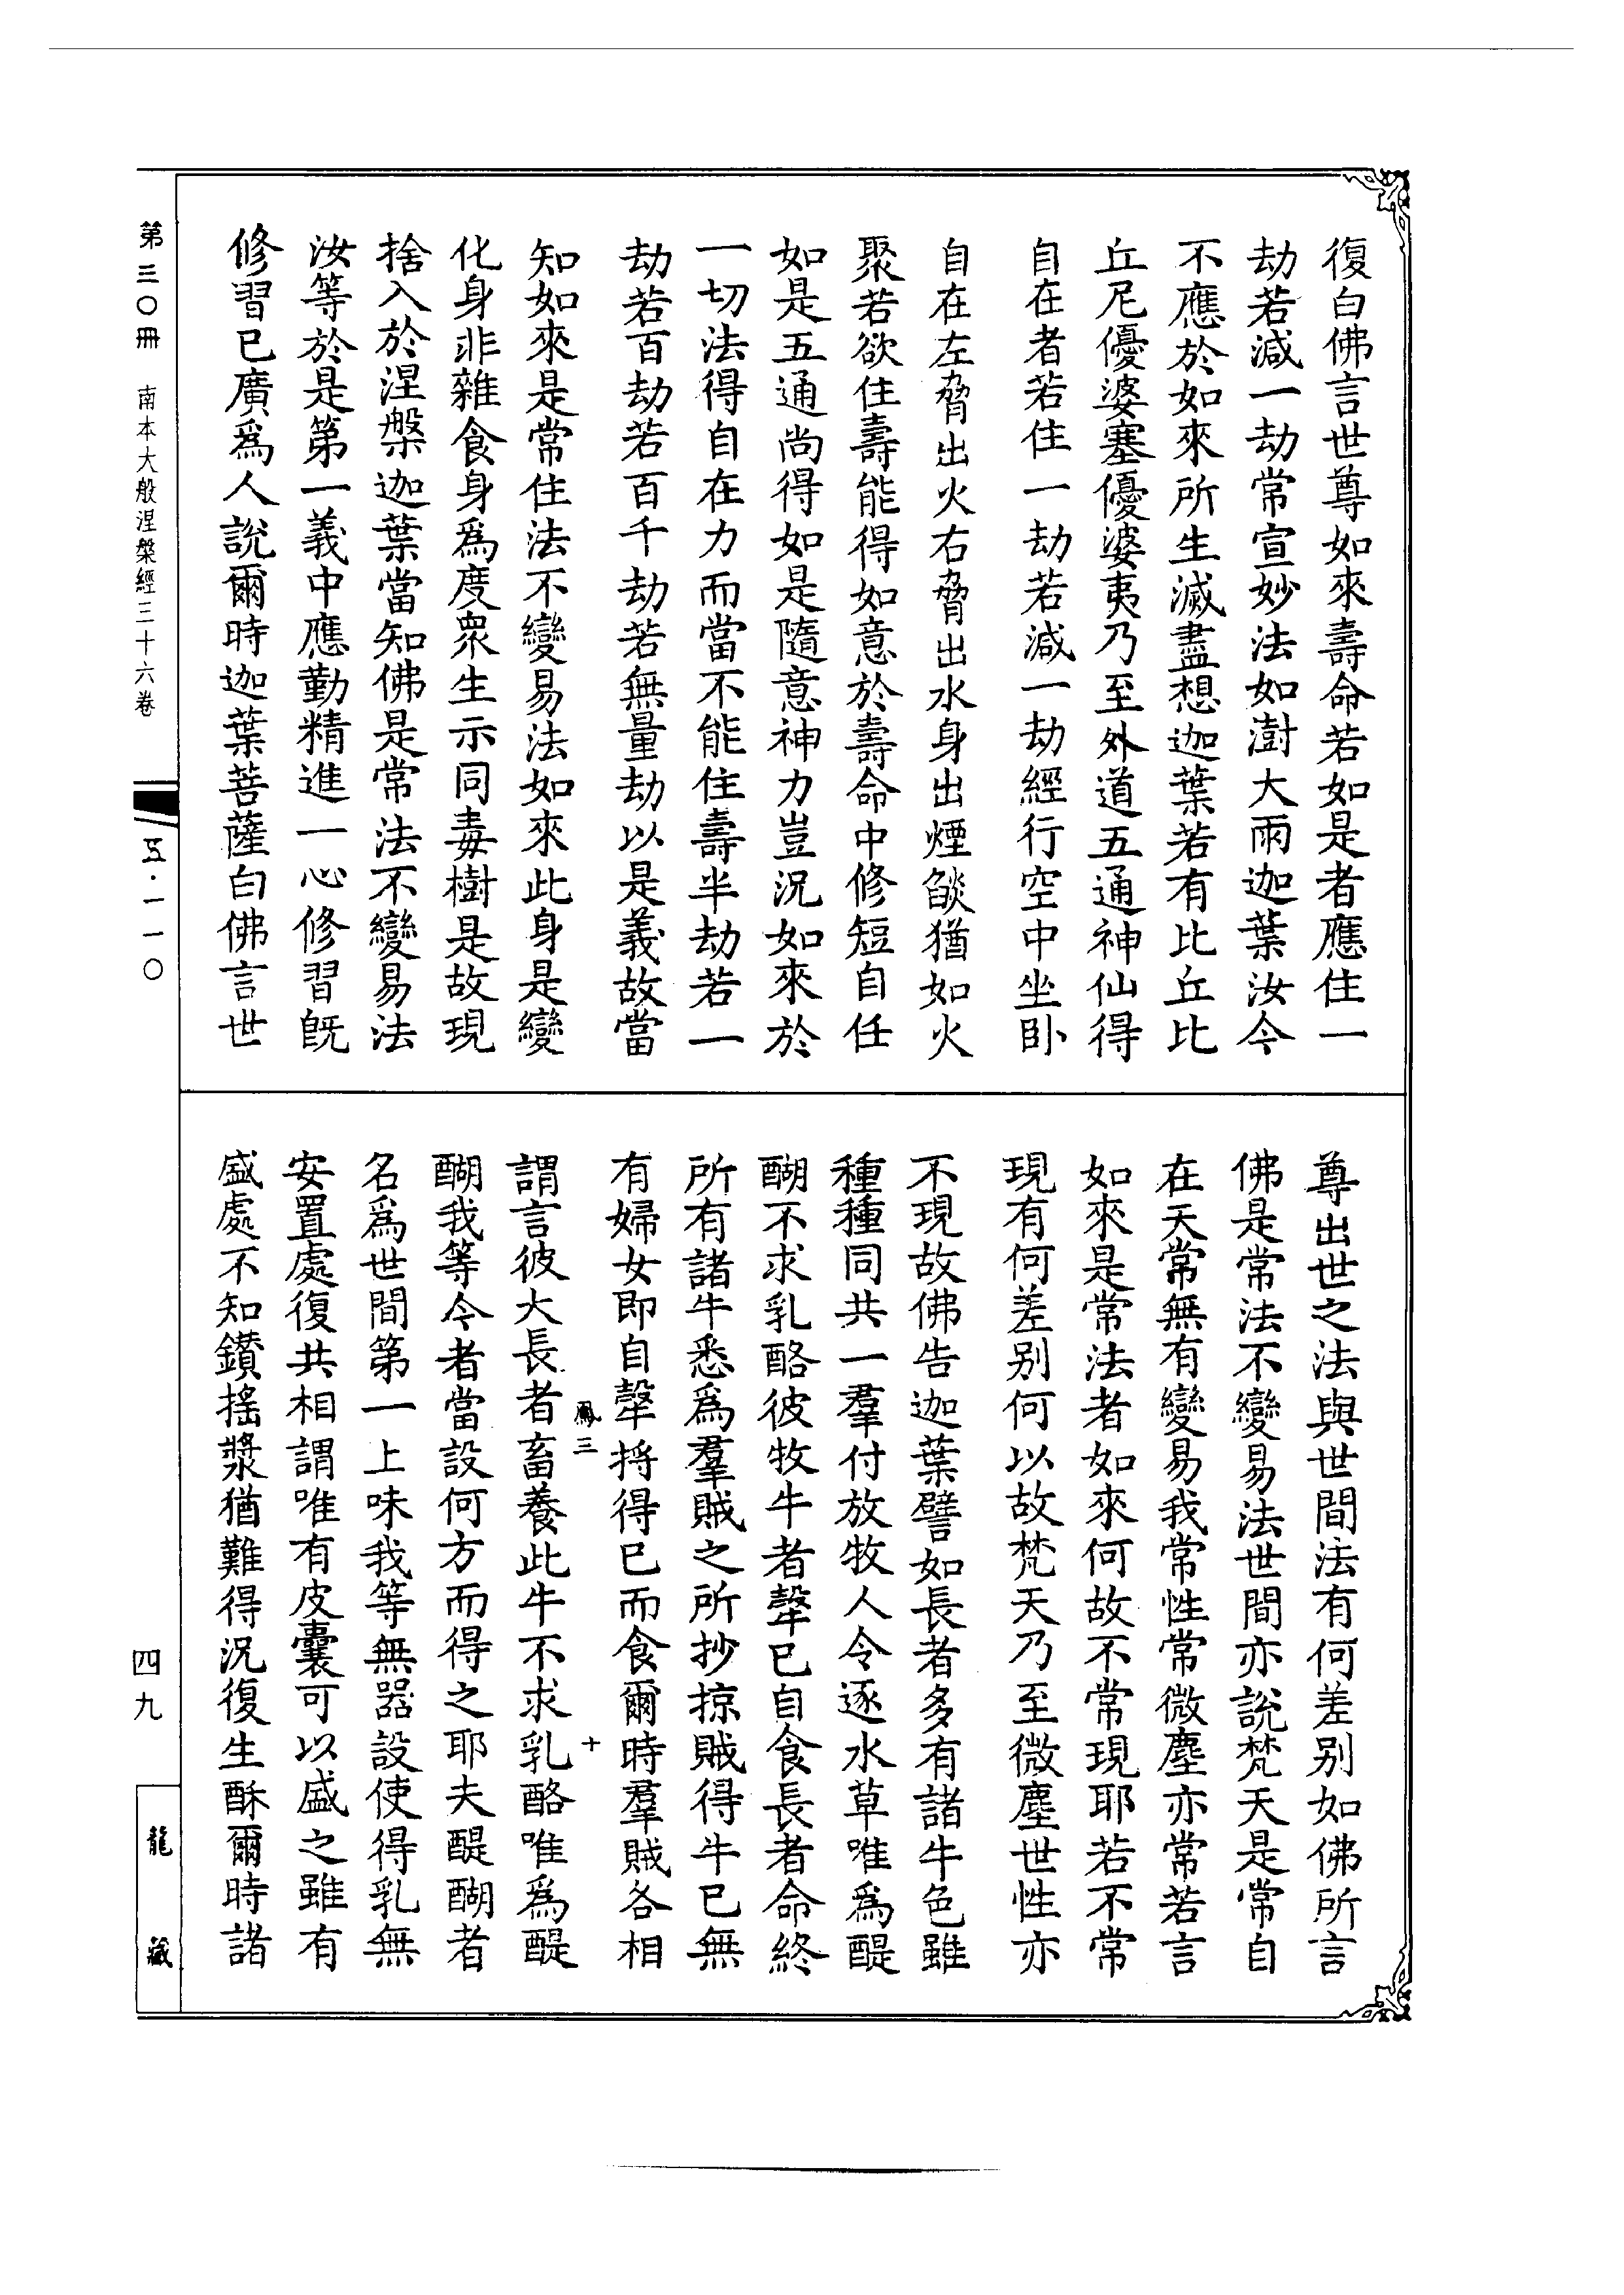 復白佛言世尊如來壽命若如是者應住一
劫若減一劫常宣妙法如澍大雨迦葉汝今
不應於如來所生滅盡想迦葉若有比丘比
丘尼優婆塞優婆夷乃至外道五通神仙得
自在者若住一劫若減一劫經行空中坐卧
自在左脅出火右脅出水身出煙燄猶如火
聚若欲住壽能得如意於壽命中修短自任
如是五通尚得如是隨意神力豈況如來於
一切法得自在力而當不能住壽半劫若一
劫若百劫若百千劫若無量劫以是義故當
知如來是常住法不變易法如來此身是變
化身非雜食身爲度衆生示同毒樹是故現
捨入於涅槃迦葉當知佛是常法不變易法
汝等於是第一義中應勤精進一心修習旣
修習已廣爲人説爾時迦葉菩薩白佛言世
尊出世之法與世間法有何差别如佛所言
佛是常法不變易法世間亦説梵天是常自
在天常無有變易我常性常微塵亦常若言
如來是常法者如來何故不常現耶若不常
現有何差别何以故梵天乃至微塵世性亦
不現故佛告迦葉譬如長者多有諸牛色雖
種種同共一羣付放牧人令逐水草唯爲醍
醐不求乳酪彼牧牛者𤛓已自食長者命終
所有諸牛悉爲羣賊之所抄掠賊得牛已無
有婦女即自𤛓捋得已而食爾時羣賊各相
鳳三
十
謂言彼大長者畜養此牛不求乳酪唯爲醍
醐我等今者當設何方而得之耶夫醍醐者
名爲世間第一上味我等無器設使得乳無
安置處復共相謂唯有皮囊可以盛之雖有
盛處不知鑽搖漿猶難得況復生酥爾時諸
第三〇冊 南本大般涅槃經三十六卷
五·一一〇
四九
龍藏